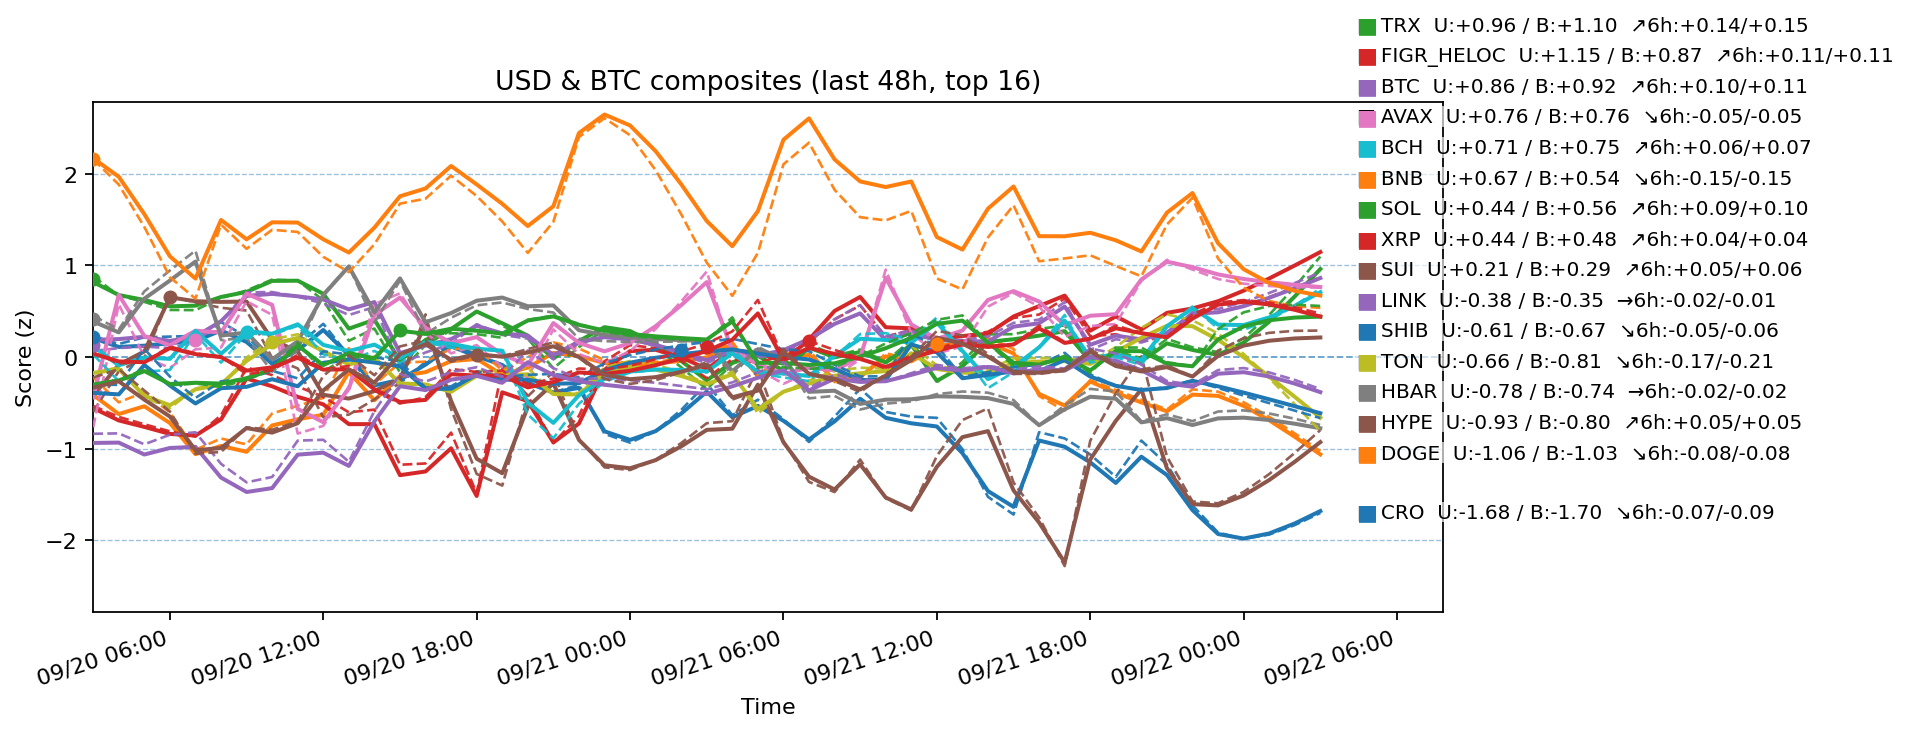 TRX U:+0.96 / B:+1.10 ↗6h:+0.14/+0.15
FIGR_HELOC U:+1.15 / B:+0.87 ↗6h:+0.11/+0.11
USD & BTC composites (last 48h, top 16)
BTC U:+0.86 / B:+0.92 ↗6h:+0.10/+0.11
AVAX U:+0.76 / B:+0.76 ↘6h:-0.05/-0.05
BCH U:+0.71 / B:+0.75 ↗6h:+0.06/+0.07
BNB U:+0.67 / B:+0.54 ↘6h:-0.15/-0.15
SOL U:+0.44 / B:+0.56 ↗6h:+0.09/+0.10
XRP U:+0.44 / B:+0.48 ↗6h:+0.04/+0.04
SUI U:+0.21 / B:+0.29 ↗6h:+0.05/+0.06
LINK U:-0.38 / B:-0.35 →6h:-0.02/-0.01
SHIB U:-0.61 / B:-0.67 ↘6h:-0.05/-0.06
TON U:-0.66 / B:-0.81 ↘6h:-0.17/-0.21
HBAR U:-0.78 / B:-0.74 →6h:-0.02/-0.02
HYPE U:-0.93 / B:-0.80 ↗6h:+0.05/+0.05
DOGE U:-1.06 / B:-1.03 ↘6h:-0.08/-0.08
CRO U:-1.68 / B:-1.70 ↘6h:-0.07/-0.09
Score (z)
2
1
0
−1
−2
09/20 06:00
09/20 12:00
09/20 18:00
09/21 00:00
09/21 06:00
09/21 12:00
09/21 18:00
09/22 00:00
09/22 06:00
Time